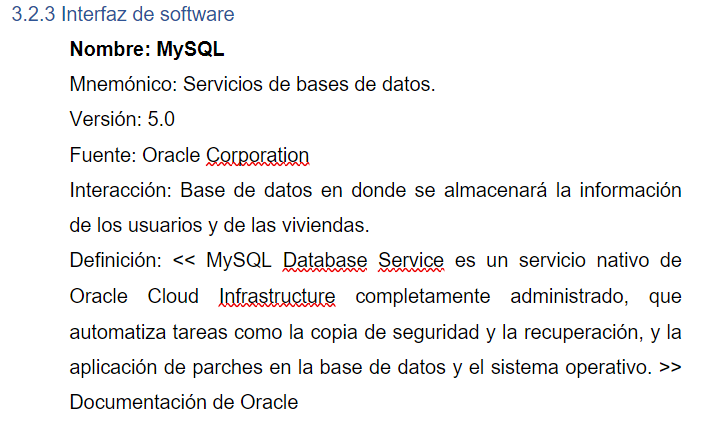 3.2.3 Interfaz de software
Nombre: MySQL
Mnemónico: Servicios de bases de datos.
Versión: 5.0
Fuente: Oracle Corporation
Interacción: Base de datos en donde se almacenará la información
de los usuarios y de las viviendas.
Definición: << MySQL Database Service es un servicio nativo de
Oracle Cloud Infrastructure completamente administrado, que
automatiza tareas como la copia de seguridad y la recuperación, y la
aplicación de parches en la base de datos y el sistema operativo. >>
Documentación de Oracle